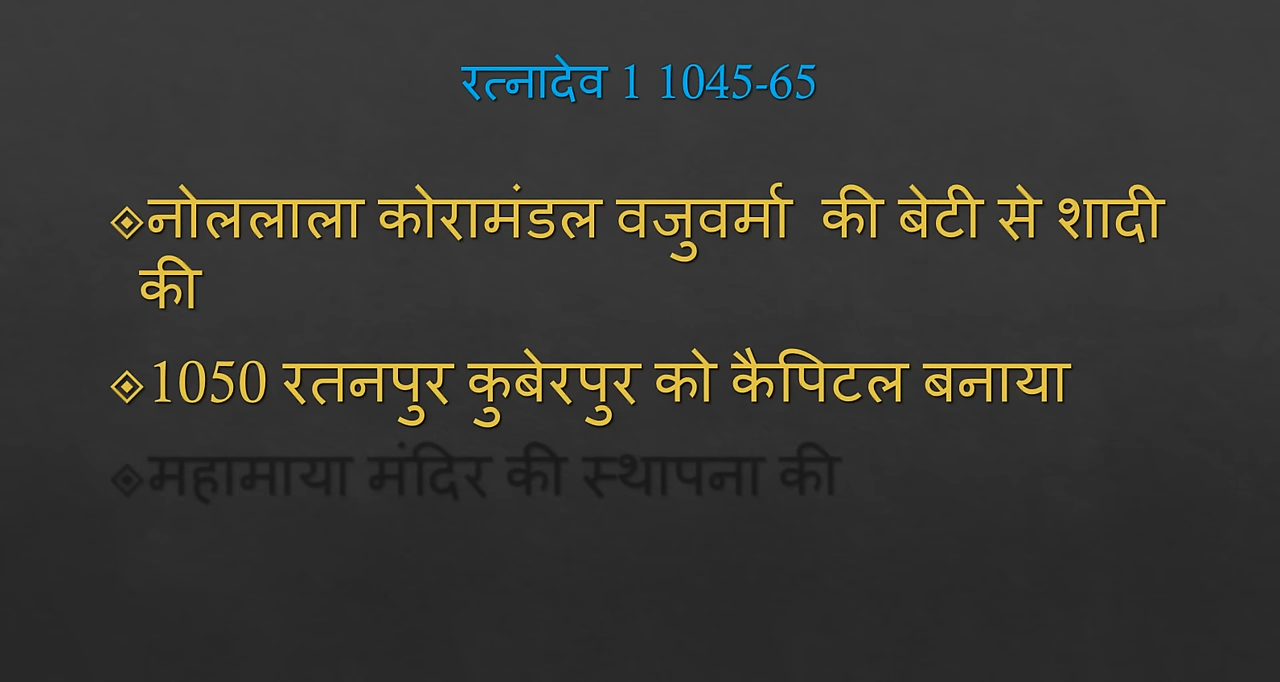 रत्नादेव 1 1045-65
नोललाला कोरामंडल वजुवर्मा की बेटी से शादी
की
1050 रतनपुर कुबेरपुर को कैपिटल बनाया
महामाया मंदिर की स्थापना की